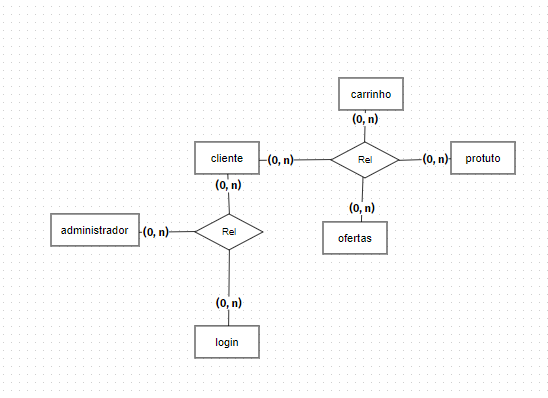 carrinho
(0, n)
cliente
(0, n)
Rel
(0, n)
protuto
(0, n)
(0, n)
administrador
(0, n)
Rel
ofertas
(0, n)
login